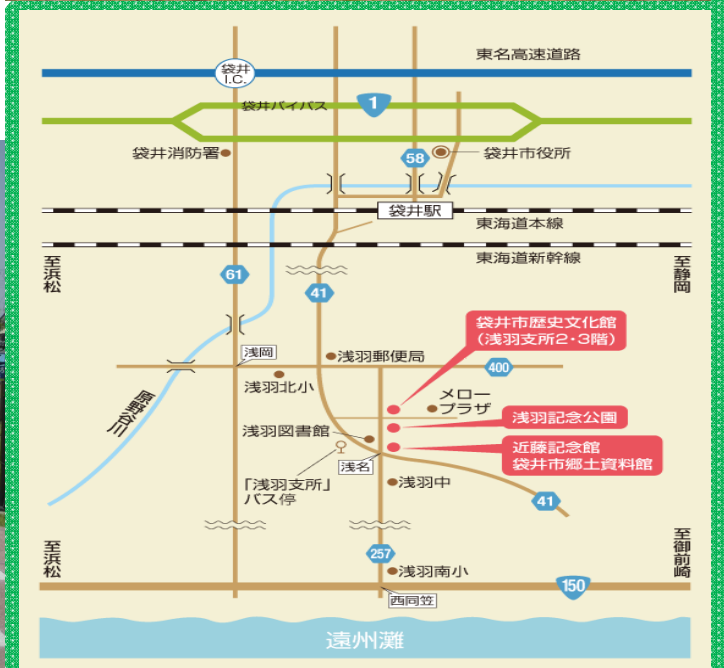 東名高速道路
袋井
I.C.
袋井バイパス
1
袋井消防署
58
袋井市役所
袋井駅
東海道本線
東海道新幹線
至浜松
至静岡
61
41
袋井市歴史文化館
(浅羽支所2・3階)
浅岡
浅羽郵便局
400
浅羽北小
メロー
プラザ
原野谷川
浅羽記念公園
浅羽図書館
近藤記念館
袋井市郷土資料館
浅名
「浅羽支所」
バス停
浅羽中
41
至浜松
至御前崎
257
浅羽南小
150
西同笠
遠州灘